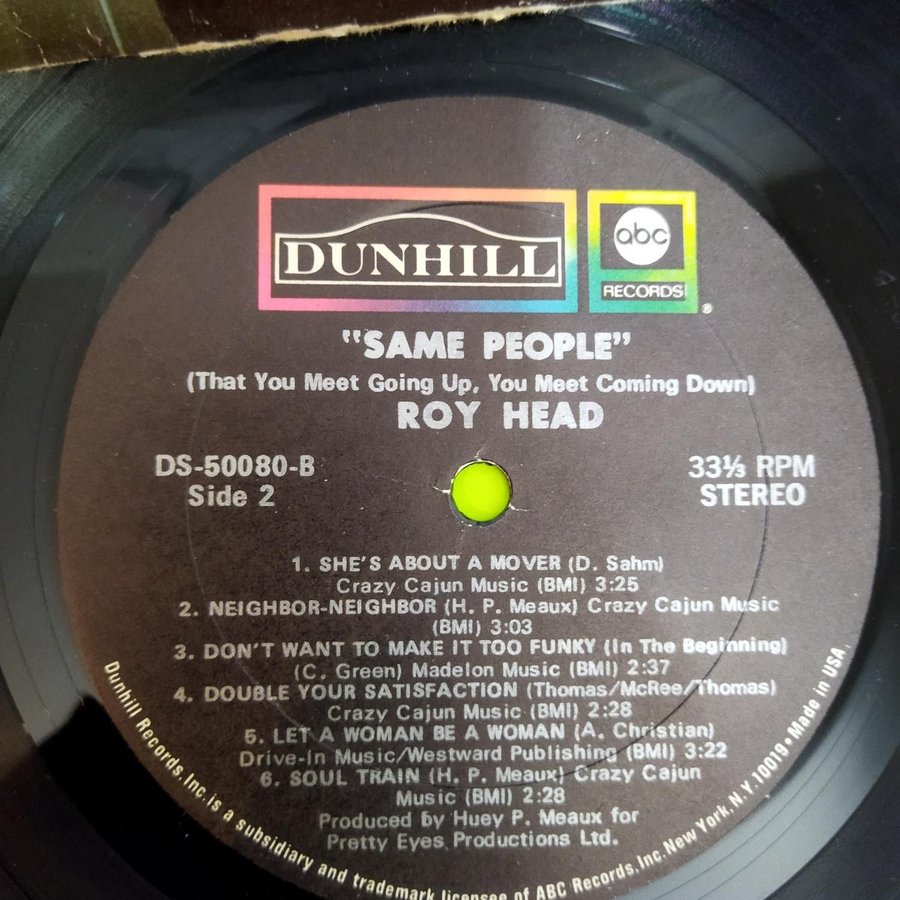 DUNHILL
abc
RECORDS
®
"SAME PEOPLE"
(That You Meet Going Up, You Meet Coming Down)
ROY HEAD
DS-50080-B
Side 2
33⅓ RPM
STEREO
1. SHE'S ABOUT A MOVER (D. Sahm)
Crazy Cajun Music (BMI) 3:25
2. NEIGHBOR-NEIGHBOR (H. P. Meaux) Crazy Cajun Music
(BMI) 3:03
3. DON'T WANT TO MAKE IT TOO FUNKY (In The Beginning)
(C. Green) Madelon Music (BMI) 2:37
4. DOUBLE YOUR SATISFACTION (Thomas/McRee/Thomas)
Crazy Cajun Music (BMI) 2:28
5. LET A WOMAN BE A WOMAN (A. Christian)
Drive-In Music/Westward Publishing (BMI) 3:22
6. SOUL TRAIN (H. P. Meaux) Crazy Cajun
Music (BMI) 2:28
Produced by Huey P. Meaux for
Pretty Eyes Productions Ltd.
Dunhill Records, Inc. is a subsidiary and trademark licensee of ABC Records, Inc. New York, N.Y. 10019 • Made in USA.